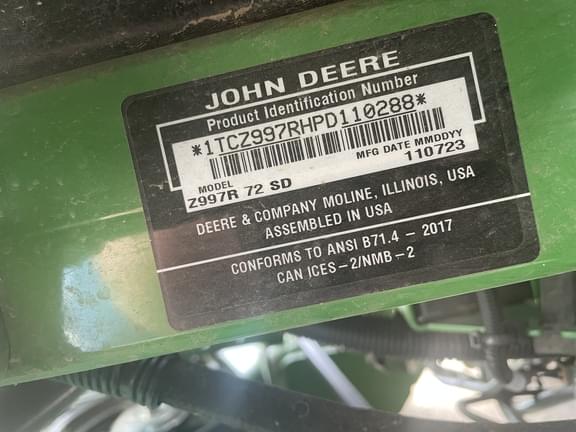 JOHN DEERE
Product Identification Number
*1TCZ997RHPD110288*
MODEL
Z997R 72 SD
MFG DATE MMDDYY
110723
DEERE & COMPANY MOLINE, ILLINOIS, USA
ASSEMBLED IN USA
CONFORMS TO ANSI B71.4 - 2017
CAN ICES-2/NMB-2